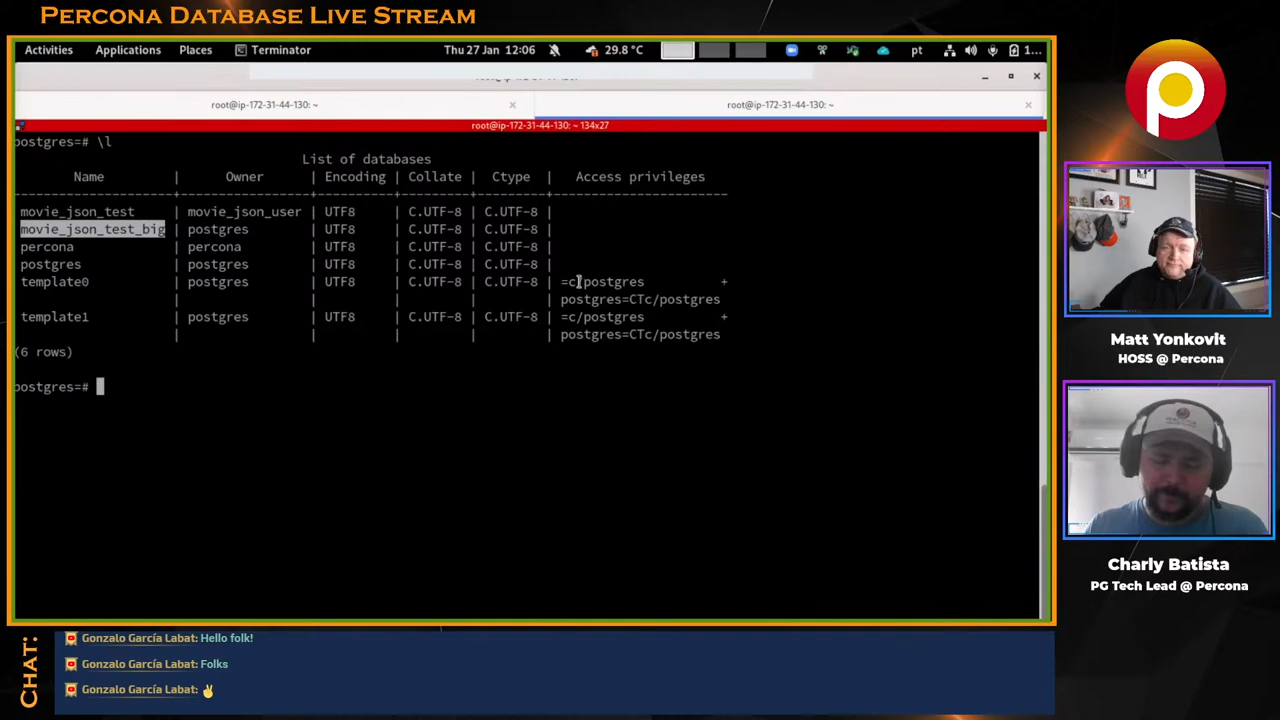 PERCONA DATABASE LIVE STREAM
Activities Applications Places Terminator Thu 27 Jan 12:06 29.8 °C pt 1...
root@ip-172-31-44-130: ~ × root@ip-172-31-44-130: ~ ×
root@ip-172-31-44-130: ~ 134x27
postgres=# \l
List of databases
Name | Owner | Encoding | Collate | Ctype | Access privileges
movie_json_test | movie_json_user | UTF8 | C.UTF-8 | C.UTF-8 |
movie_json_test_big | postgres | UTF8 | C.UTF-8 | C.UTF-8 |
percona | percona | UTF8 | C.UTF-8 | C.UTF-8 |
postgres | postgres | UTF8 | C.UTF-8 | C.UTF-8 |
template0 | postgres | UTF8 | C.UTF-8 | C.UTF-8 | =c/postgres +
| | | | | postgres=CTc/postgres
template1 | postgres | UTF8 | C.UTF-8 | C.UTF-8 | =c/postgres +
| | | | | postgres=CTc/postgres
(6 rows)
postgres=#
Matt Yonkovit
HOSS @ Percona
Charly Batista
PG Tech Lead @ Percona
CHAT:
Gonzalo García Labat: Hello folk!
Gonzalo García Labat: Folks
Gonzalo García Labat: ✌